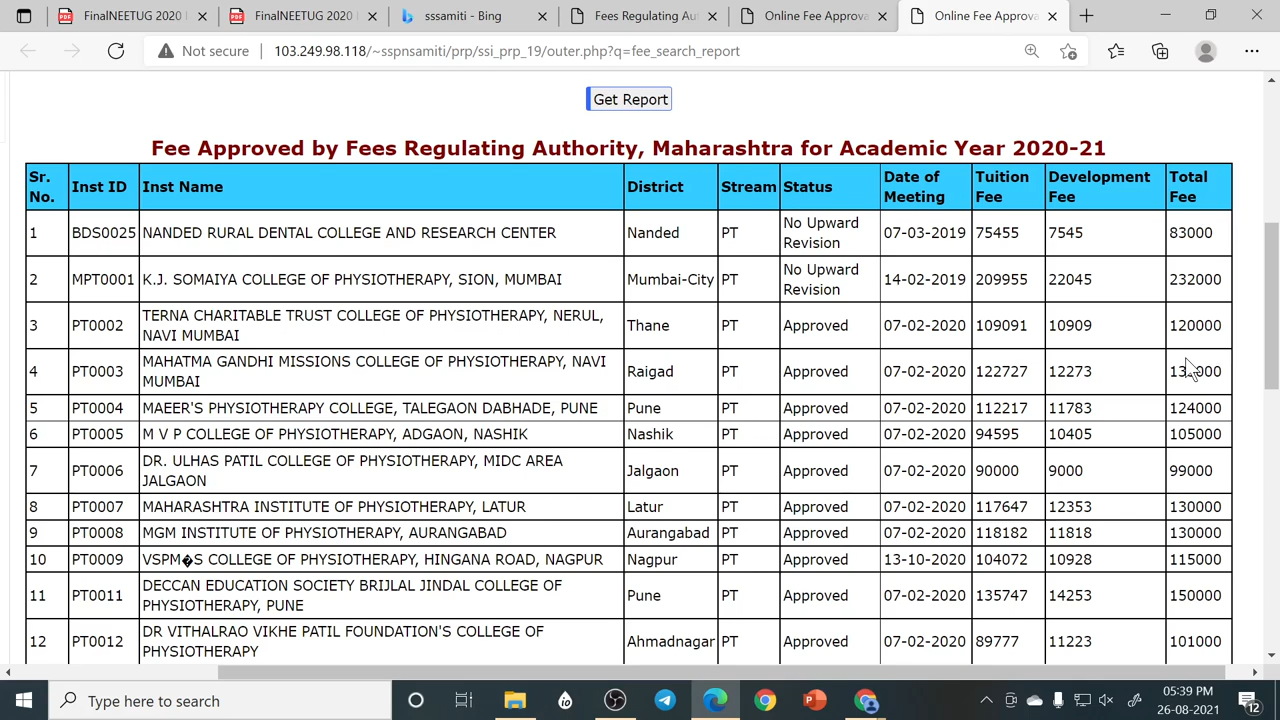 FinalNEETUG 2020 I
FinalNEETUG 2020 I
sssamiti - Bing
Fees Regulating Au
Online Fee Approva
Online Fee Approva
Not secure 103.249.98.118/~sspnsamiti/prp/ssi_prp_19/outer.php?q=fee_search_report
Get Report
Fee Approved by Fees Regulating Authority, Maharashtra for Academic Year 2020-21
Sr. No. Inst ID Inst Name District Stream Status Date of Meeting Tuition Fee Development Fee Total Fee
1 BDS0025 NANDED RURAL DENTAL COLLEGE AND RESEARCH CENTER Nanded PT No Upward Revision 07-03-2019 75455 7545 83000
2 MPT0001 K.J. SOMAIYA COLLEGE OF PHYSIOTHERAPY, SION, MUMBAI Mumbai-City PT No Upward Revision 14-02-2019 209955 22045 232000
3 PT0002 TERNA CHARITABLE TRUST COLLEGE OF PHYSIOTHERAPY, NERUL, NAVI MUMBAI Thane PT Approved 07-02-2020 109091 10909 120000
4 PT0003 MAHATMA GANDHI MISSIONS COLLEGE OF PHYSIOTHERAPY, NAVI MUMBAI Raigad PT Approved 07-02-2020 122727 12273
5 PT0004 MAEER'S PHYSIOTHERAPY COLLEGE, TALEGAON DABHADE, PUNE Pune PT Approved 07-02-2020 112217 11783 124000
6 PT0005 M V P COLLEGE OF PHYSIOTHERAPY, ADGAON, NASHIK Nashik PT Approved 07-02-2020 94595 10405 105000
7 PT0006 DR. ULHAS PATIL COLLEGE OF PHYSIOTHERAPY, MIDC AREA JALGAON Jalgaon PT Approved 07-02-2020 90000 9000 99000
8 PT0007 MAHARASHTRA INSTITUTE OF PHYSIOTHERAPY, LATUR Latur PT Approved 07-02-2020 117647 12353 130000
9 PT0008 MGM INSTITUTE OF PHYSIOTHERAPY, AURANGABAD Aurangabad PT Approved 07-02-2020 118182 11818 130000
10 PT0009 VSPM�S COLLEGE OF PHYSIOTHERAPY, HINGANA ROAD, NAGPUR Nagpur PT Approved 13-10-2020 104072 10928 115000
11 PT0011 DECCAN EDUCATION SOCIETY BRIJLAL JINDAL COLLEGE OF PHYSIOTHERAPY, PUNE Pune PT Approved 07-02-2020 135747 14253 150000
12 PT0012 DR VITHALRAO VIKHE PATIL FOUNDATION'S COLLEGE OF PHYSIOTHERAPY Ahmadnagar PT Approved 07-02-2020 89777 11223 101000
Type here to search
05:39 PM
26-08-2021
12